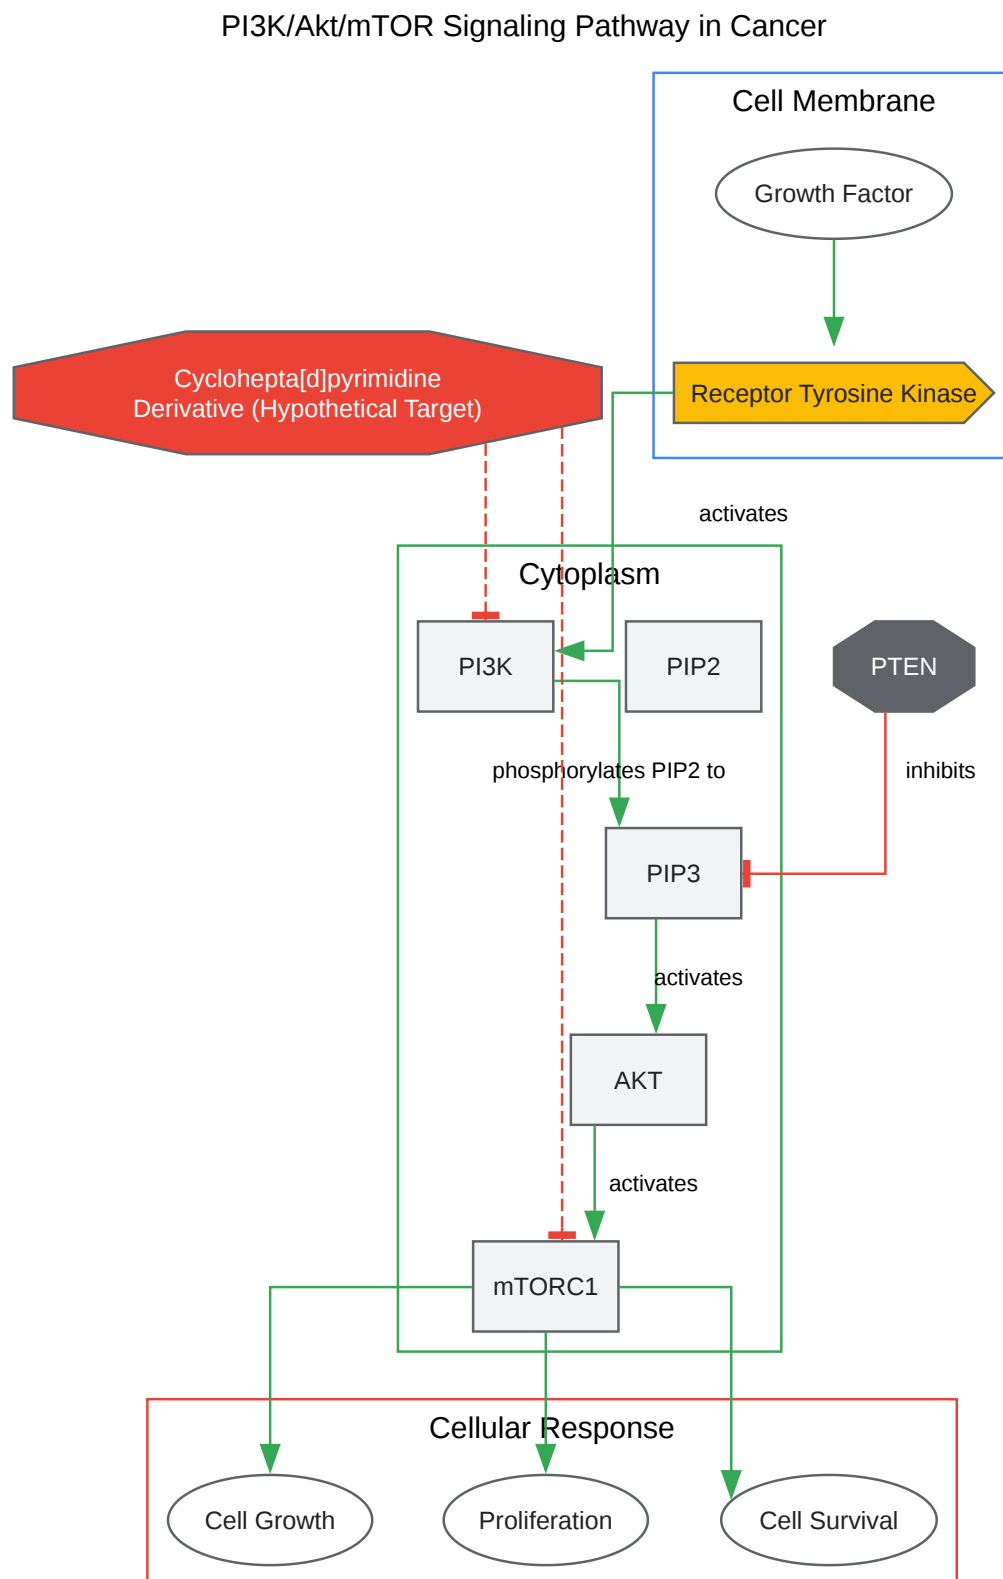 PI3K/Akt/mTOR Signaling Pathway in Cancer
Cell Membrane
Growth Factor
Cyclohepta[d]pyrimidine
Derivative (Hypothetical Target)
Receptor Tyrosine Kinase
activates
Cytoplasm
PI3K
PIP2
PTEN
phosphorylates PIP2 to
inhibits
PIP3
activates
AKT
activates
mTORC1
Cellular Response
Cell Growth
Proliferation
Cell Survival